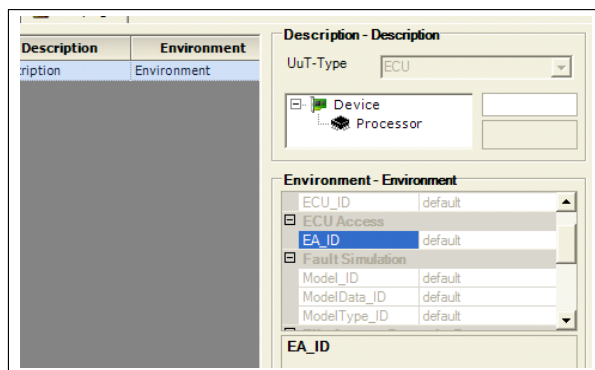 Description Environment
Environment
Description - Description
UuT-Type ECU
Device
Processor
Environment - Environment
ECU_ID default
ECU Access
EA_ID default
Fault Simulation
Model_ID default
ModelData_ID default
ModelType_ID default
EA_ID